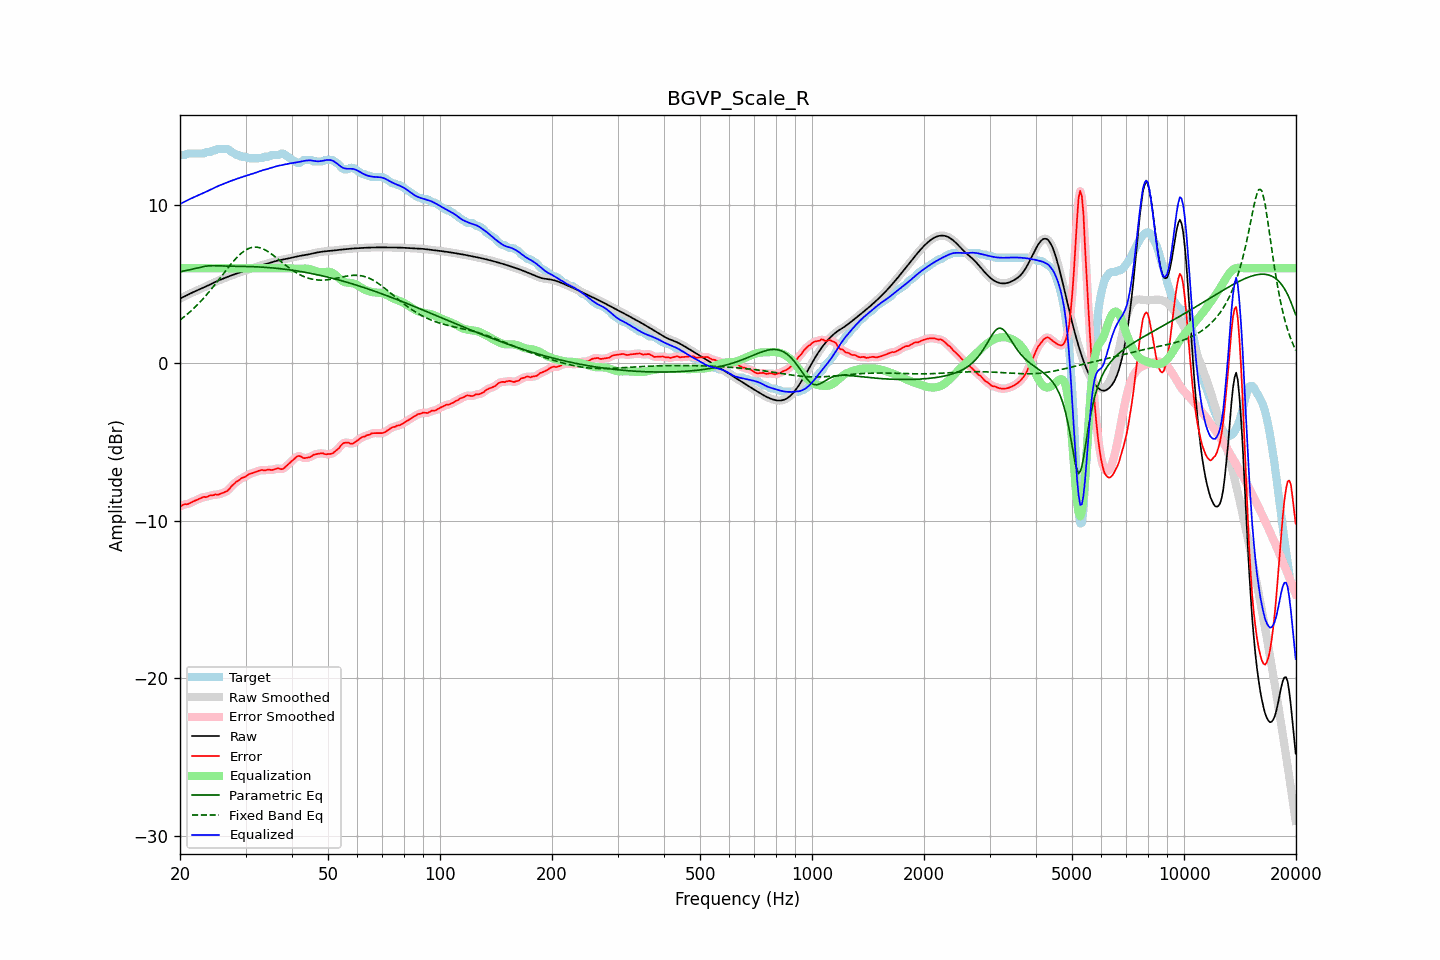 BGVP_Scale_R
Amplitude (dBr)
10
0
−10
−20
−30
Target
Raw Smoothed
Error Smoothed
Raw
Error
Equalization
Parametric Eq
Fixed Band Eq
Equalized
20 50 100 200 500 1000 2000 5000 10000 20000
Frequency (Hz)